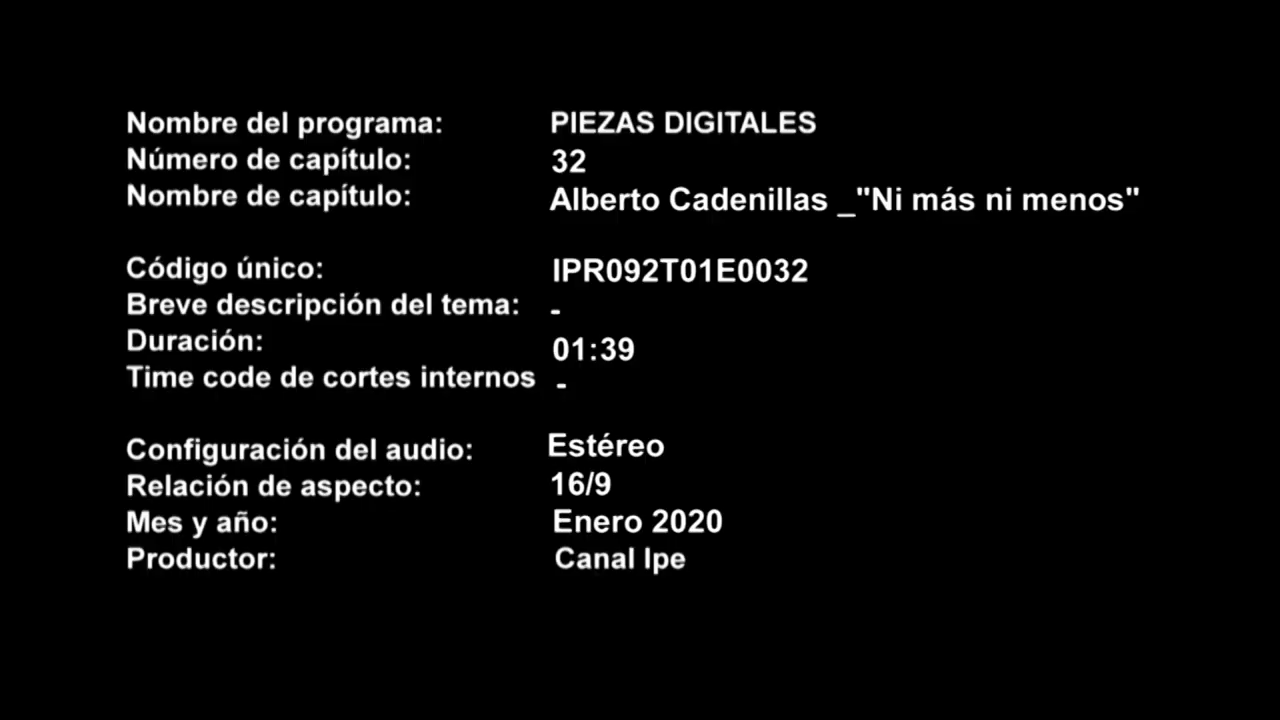 Nombre del programa: PIEZAS DIGITALES
Número de capítulo: 32
Nombre de capítulo: Alberto Cadenillas _"Ni más ni menos"
Código único: IPR092T01E0032
Breve descripción del tema: -
Duración: 01:39
Time code de cortes internos -
Configuración del audio: Estéreo
Relación de aspecto: 16/9
Mes y año: Enero 2020
Productor: Canal Ipe